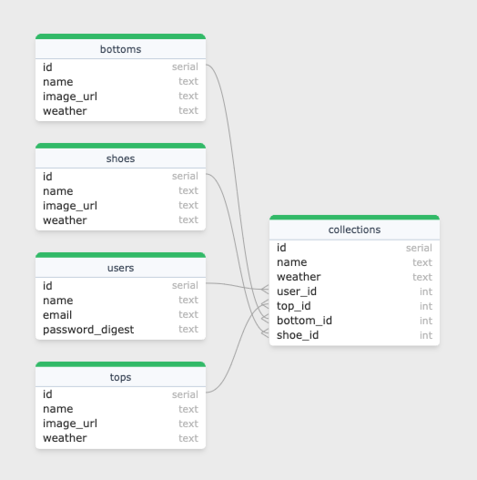 bottoms
id serial
name text
image_url text
weather text
shoes
id serial
name text
image_url text
weather text
users
id serial
name text
email text
password_digest text
tops
id serial
name text
image_url text
weather text
collections
id serial
name text
weather text
user_id int
top_id int
bottom_id int
shoe_id int